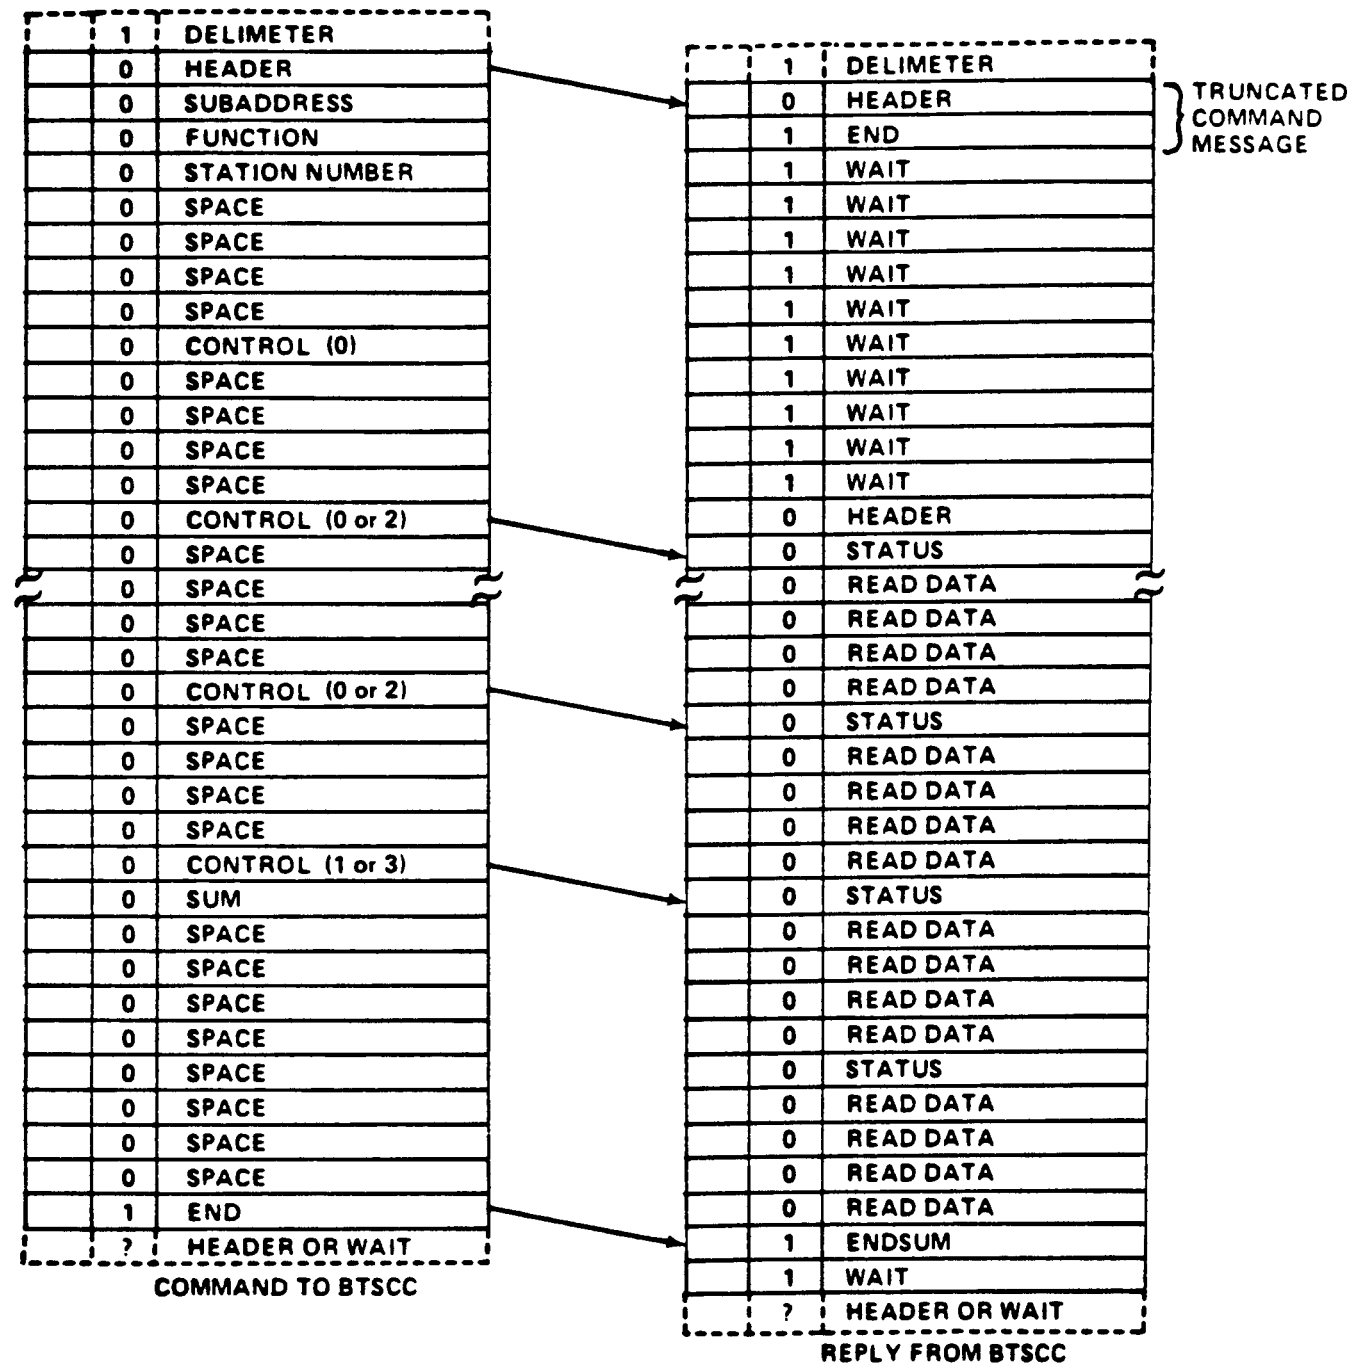 1 DELIMETER
0 HEADER
0 SUBADDRESS
0 FUNCTION
0 STATION NUMBER
0 SPACE
0 SPACE
0 SPACE
0 SPACE
0 CONTROL (0)
0 SPACE
0 SPACE
0 SPACE
0 SPACE
0 CONTROL (0 or 2)
0 SPACE
0 SPACE
0 SPACE
0 SPACE
0 CONTROL (0 or 2)
0 SPACE
0 SPACE
0 SPACE
0 SPACE
0 CONTROL (1 or 3)
0 SUM
0 SPACE
0 SPACE
0 SPACE
0 SPACE
0 SPACE
0 SPACE
0 SPACE
0 SPACE
1 END
? HEADER OR WAIT
COMMAND TO BTSCC
1 DELIMETER
0 HEADER
1 END
TRUNCATED
COMMAND
MESSAGE
1 WAIT
1 WAIT
1 WAIT
1 WAIT
1 WAIT
1 WAIT
1 WAIT
1 WAIT
1 WAIT
1 WAIT
0 HEADER
0 STATUS
0 READ DATA
0 READ DATA
0 READ DATA
0 READ DATA
0 STATUS
0 READ DATA
0 READ DATA
0 READ DATA
0 READ DATA
0 STATUS
0 READ DATA
0 READ DATA
0 READ DATA
0 READ DATA
0 STATUS
0 READ DATA
0 READ DATA
0 READ DATA
0 READ DATA
1 ENDSUM
1 WAIT
? HEADER OR WAIT
REPLY FROM BTSCC